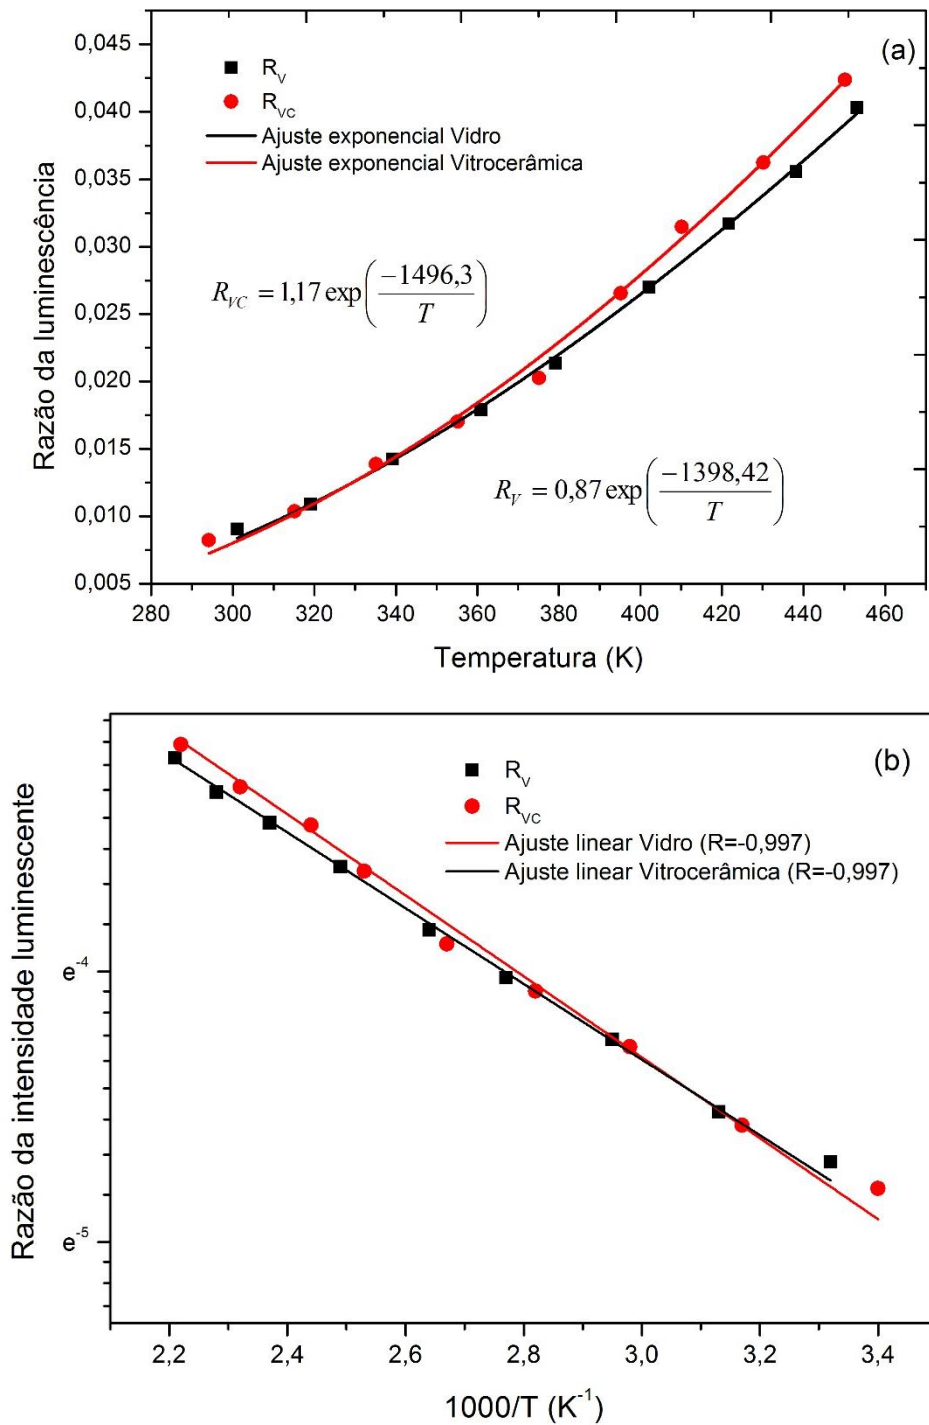 (a)
R_V
R_VC
Ajuste exponencial Vidro
Ajuste exponencial Vitrocerâmica
Razão da luminescência
0,045
0,040
0,035
0,030
0,025
0,020
0,015
0,010
0,005
R_VC = 1,17 exp(−1496,3/T)
R_V = 0,87 exp(−1398,42/T)
280 300 320 340 360 380 400 420 440 460
Temperatura (K)
(b)
R_V
R_VC
Ajuste linear Vidro (R=-0,997)
Ajuste linear Vitrocerâmica (R=-0,997)
Razão da intensidade luminescente
e^-4
e^-5
2,2 2,4 2,6 2,8 3,0 3,2 3,4
1000/T (K^-1)